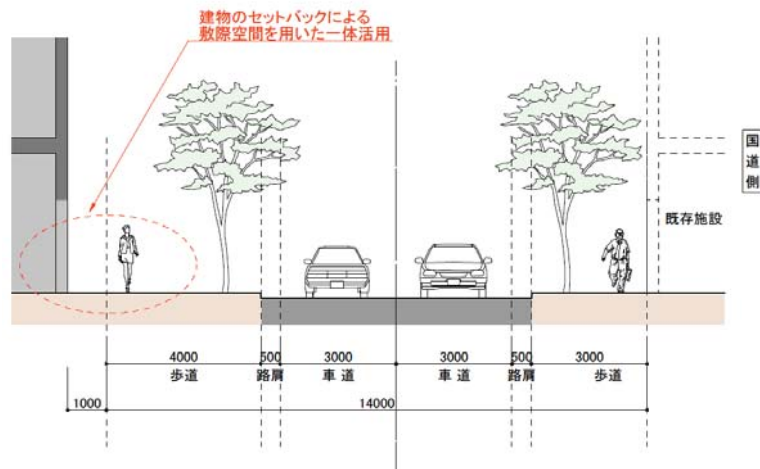 建物のセットバックによる
敷際空間を用いた一体活用
国道側
既存施設
4000 500 3000 3000 500 3000
歩道 路肩 車道 車 道 路肩 歩道
1000 14000